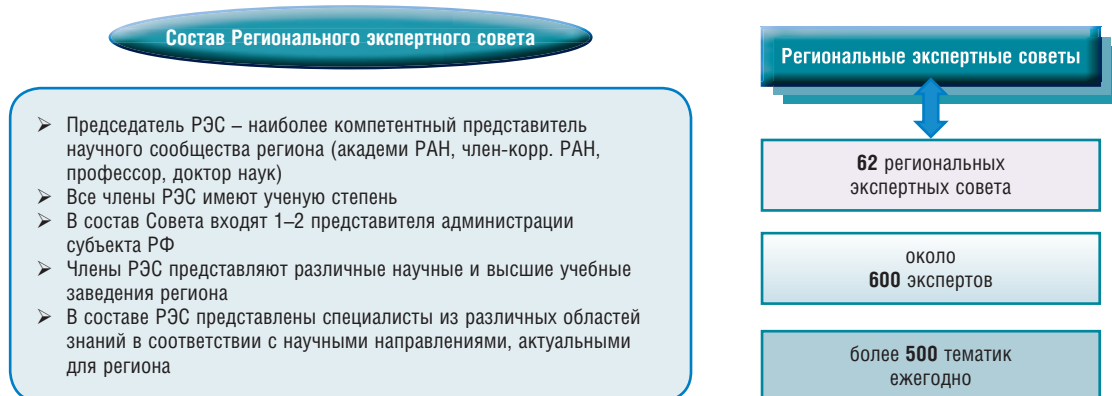 Состав Регионального экспертного совета
➢ Председатель РЭС – наиболее компетентный представитель
научного сообщества региона (академи РАН, член-корр. РАН,
профессор, доктор наук)
➢ Все члены РЭС имеют ученую степень
➢ В состав Совета входят 1–2 представителя администрации
субъекта РФ
➢ Члены РЭС представляют различные научные и высшие учебные
заведения региона
➢ В составе РЭС представлены специалисты из различных областей
знаний в соответствии с научными направлениями, актуальными
для региона
Региональные экспертные советы
62 региональных
экспертных совета
около
600 экспертов
более 500 тематик
ежегодно